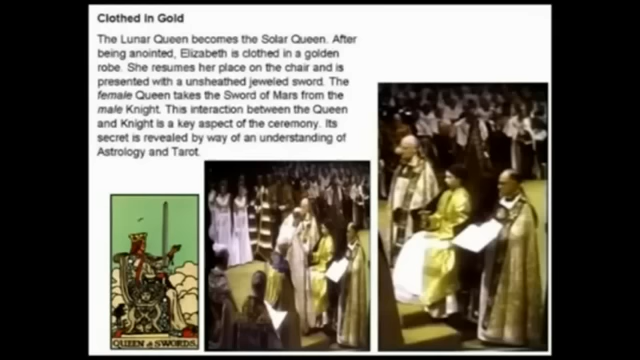 Clothed in Gold
The Lunar Queen becomes the Solar Queen. After
being anointed, Elizabeth is clothed in a golden
robe. She resumes her place on the chair and is
presented with a unsheathed jeweled sword. The
female Queen takes the Sword of Mars from the
male Knight. This interaction between the Queen
and Knight is a key aspect of the ceremony. Its
secret is revealed by way of an understanding of
Astrology and Tarot.
QUEEN of SWORDS.